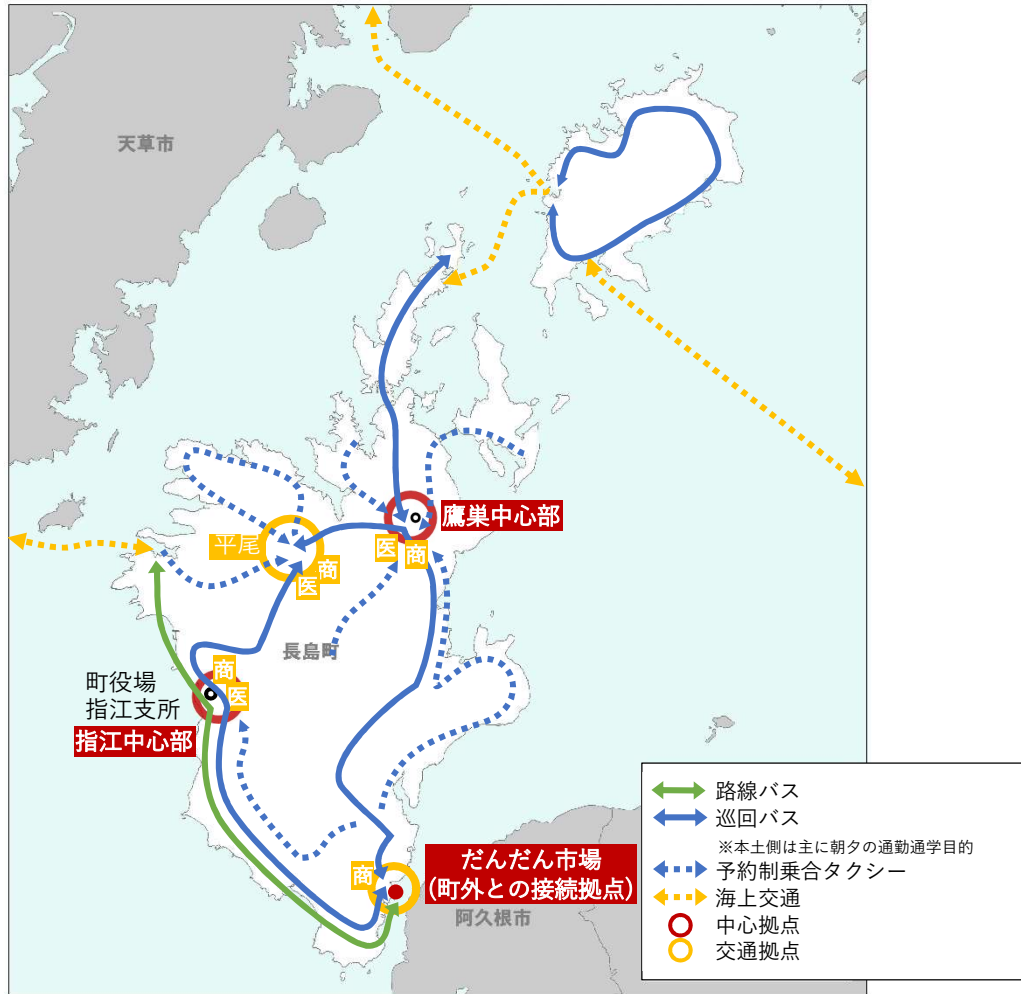 天草市
鷹巣中心部
平尾
医
商
商
医
長島町
商
医
町役場
指江支所
指江中心部
だんだん市場
(町外との接続拠点)
商
阿久根市
路線バス
巡回バス
※本土側は主に朝夕の通勤通学目的
予約制乗合タクシー
海上交通
中心拠点
交通拠点